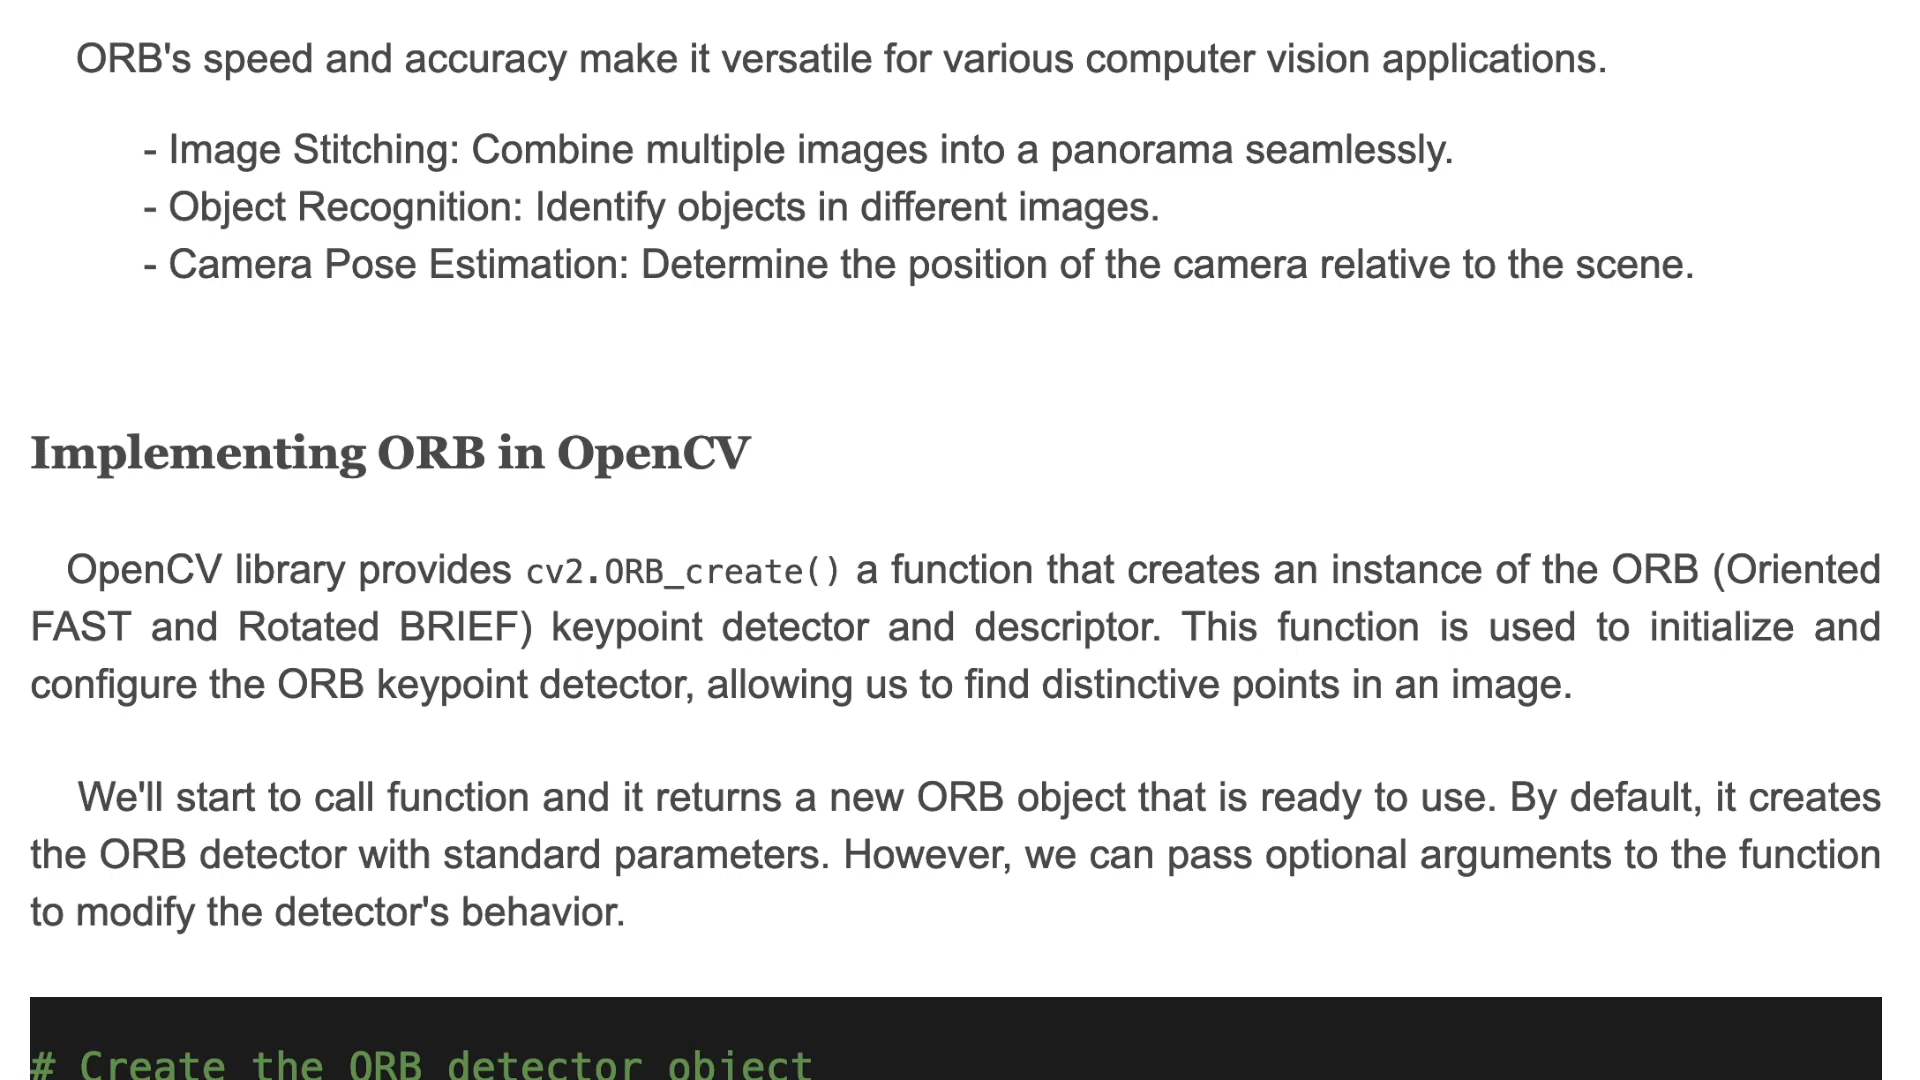 ORB's speed and accuracy make it versatile for various computer vision applications.
- Image Stitching: Combine multiple images into a panorama seamlessly.
- Object Recognition: Identify objects in different images.
- Camera Pose Estimation: Determine the position of the camera relative to the scene.
Implementing ORB in OpenCV
OpenCV library provides cv2.ORB_create() a function that creates an instance of the ORB (Oriented
FAST and Rotated BRIEF) keypoint detector and descriptor. This function is used to initialize and
configure the ORB keypoint detector, allowing us to find distinctive points in an image.
We'll start to call function and it returns a new ORB object that is ready to use. By default, it creates
the ORB detector with standard parameters. However, we can pass optional arguments to the function
to modify the detector's behavior.
# Create the ORB detector object